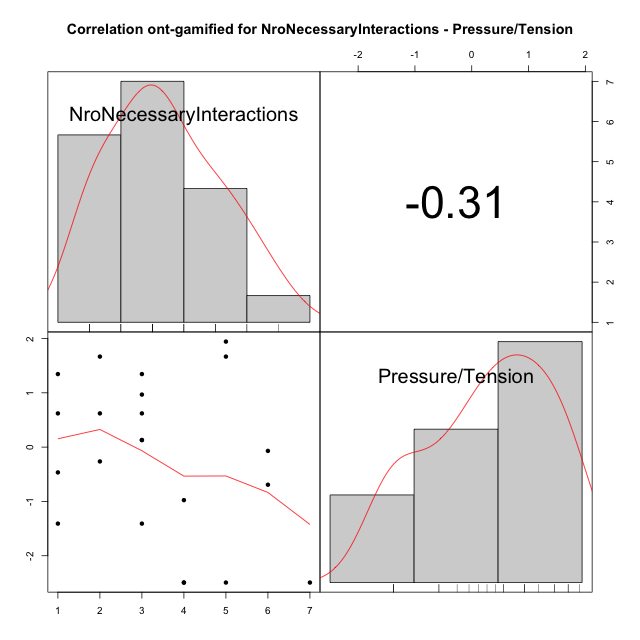 Correlation ont-gamified for NroNecessaryInteractions - Pressure/Tension
-2 -1 0 1 2
NroNecessaryInteractions
-0.31
7
6
5
4
3
2
1
2
1
0
-1
-2
Pressure/Tension
1 2 3 4 5 6 7